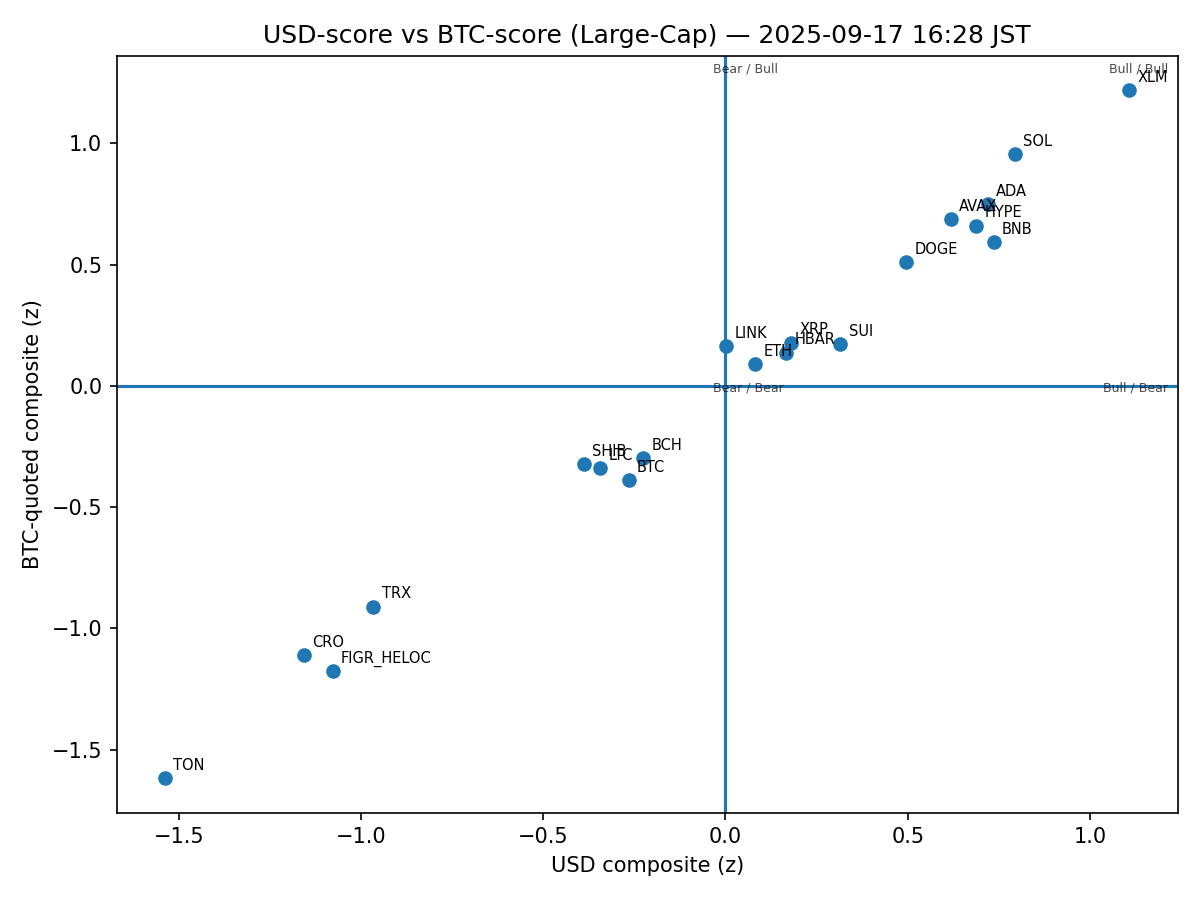 USD-score vs BTC-score (Large-Cap) — 2025-09-17 16:28 JST
Bear / Bull
Bull / Bull
XLM
SOL
ADA
AVAX
HYPE
BNB
DOGE
LINK
XRP
SUI
HBAR
ETH
Bear / Bear
Bull / Bear
BCH
SHIB
LTC
BTC
TRX
CRO
FIGR_HELOC
TON
1.0
0.5
0.0
−0.5
−1.0
−1.5
BTC-quoted composite (z)
−1.5
−1.0
−0.5
0.0
0.5
1.0
USD composite (z)